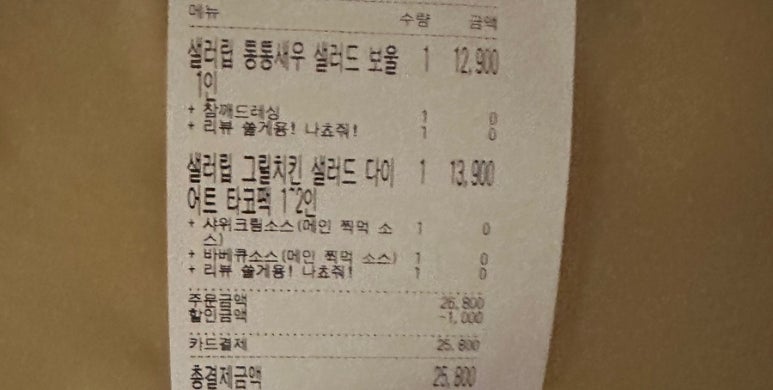 메뉴 수량 금액
샐러립 통통새우 샐러드 보울 1 12,900
1인
+ 참깨드레싱 1 0
+ 리뷰 쓸게용! 나쵸줘! 1 0
샐러립 그릴치킨 샐러드 다이 1 13,900
어트 타코팩 1~2인
+ 사워크림소스(메인 찍먹 소 1 0
스)
+ 바베큐소스(메인 찍먹 소스) 1 0
+ 리뷰 쓸게용! 나쵸줘! 1 0
주문금액 26,800
할인금액 -1,000
카드결제 25,800
총결제금액 25,800